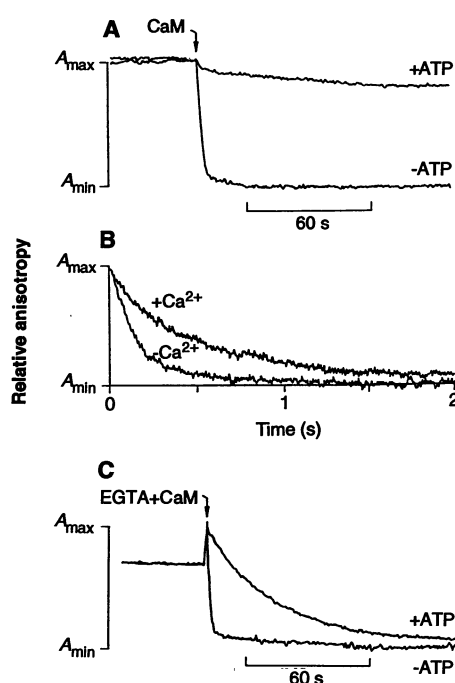 A
CaM
Amax
+ATP
Amin
-ATP
60 s
Relative anisotropy
B
Amax
+Ca2+
-Ca2+
Amin
0 1 2
Time (s)
C
EGTA+CaM
Amax
+ATP
Amin
-ATP
60 s